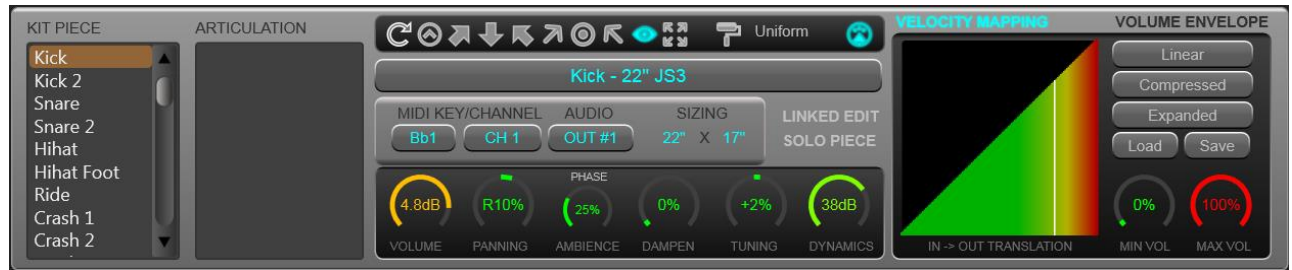 KIT PIECE
Kick
Kick 2
Snare
Snare 2
Hihat
Hihat Foot
Ride
Crash 1
Crash 2
ARTICULATION
Uniform
Kick - 22" JS3
MIDI KEY/CHANNEL AUDIO SIZING
Bb1 CH 1 OUT #1 22" X 17"
LINKED EDIT
SOLO PIECE
PHASE
4.8dB R10% 25% 0% +2% 38dB
VOLUME PANNING AMBIENCE DAMPEN TUNING DYNAMICS
VELOCITY MAPPING
IN -> OUT TRANSLATION
VOLUME ENVELOPE
Linear
Compressed
Expanded
Load Save
0% 100%
MIN VOL MAX VOL